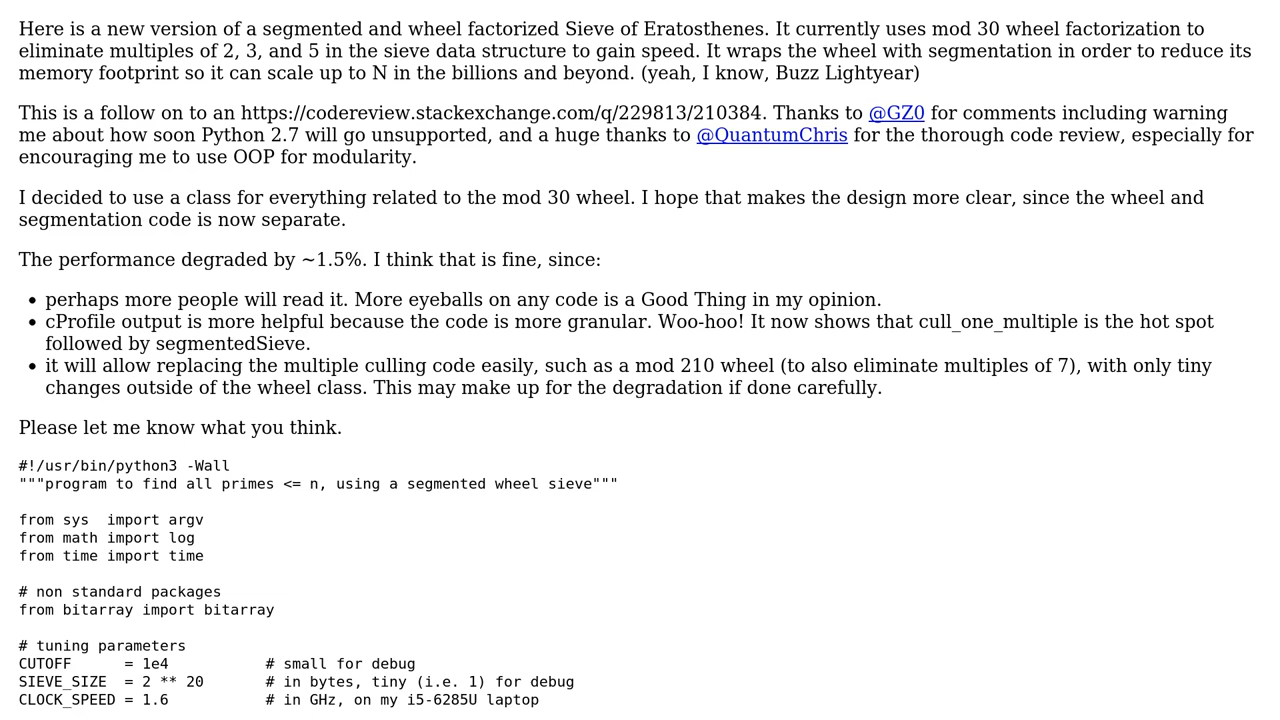 Here is a new version of a segmented and wheel factorized Sieve of Eratosthenes. It currently uses mod 30 wheel factorization to
eliminate multiples of 2, 3, and 5 in the sieve data structure to gain speed. It wraps the wheel with segmentation in order to reduce its
memory footprint so it can scale up to N in the billions and beyond. (yeah, I know, Buzz Lightyear)
This is a follow on to an https://codereview.stackexchange.com/q/229813/210384. Thanks to @GZ0 for comments including warning
me about how soon Python 2.7 will go unsupported, and a huge thanks to @QuantumChris for the thorough code review, especially for
encouraging me to use OOP for modularity.
I decided to use a class for everything related to the mod 30 wheel. I hope that makes the design more clear, since the wheel and
segmentation code is now separate.
The performance degraded by ~1.5%. I think that is fine, since:
• perhaps more people will read it. More eyeballs on any code is a Good Thing in my opinion.
• cProfile output is more helpful because the code is more granular. Woo-hoo! It now shows that cull_one_multiple is the hot spot
followed by segmentedSieve.
• it will allow replacing the multiple culling code easily, such as a mod 210 wheel (to also eliminate multiples of 7), with only tiny
changes outside of the wheel class. This may make up for the degradation if done carefully.
Please let me know what you think.
#!/usr/bin/python3 -Wall
"""program to find all primes <= n, using a segmented wheel sieve"""
from sys  import argv
from math import log
from time import time
# non standard packages
from bitarray import bitarray
# tuning parameters
CUTOFF      = 1e4           # small for debug
SIEVE_SIZE  = 2 ** 20       # in bytes, tiny (i.e. 1) for debug
CLOCK_SPEED = 1.6           # in GHz, on my i5-6285U laptop